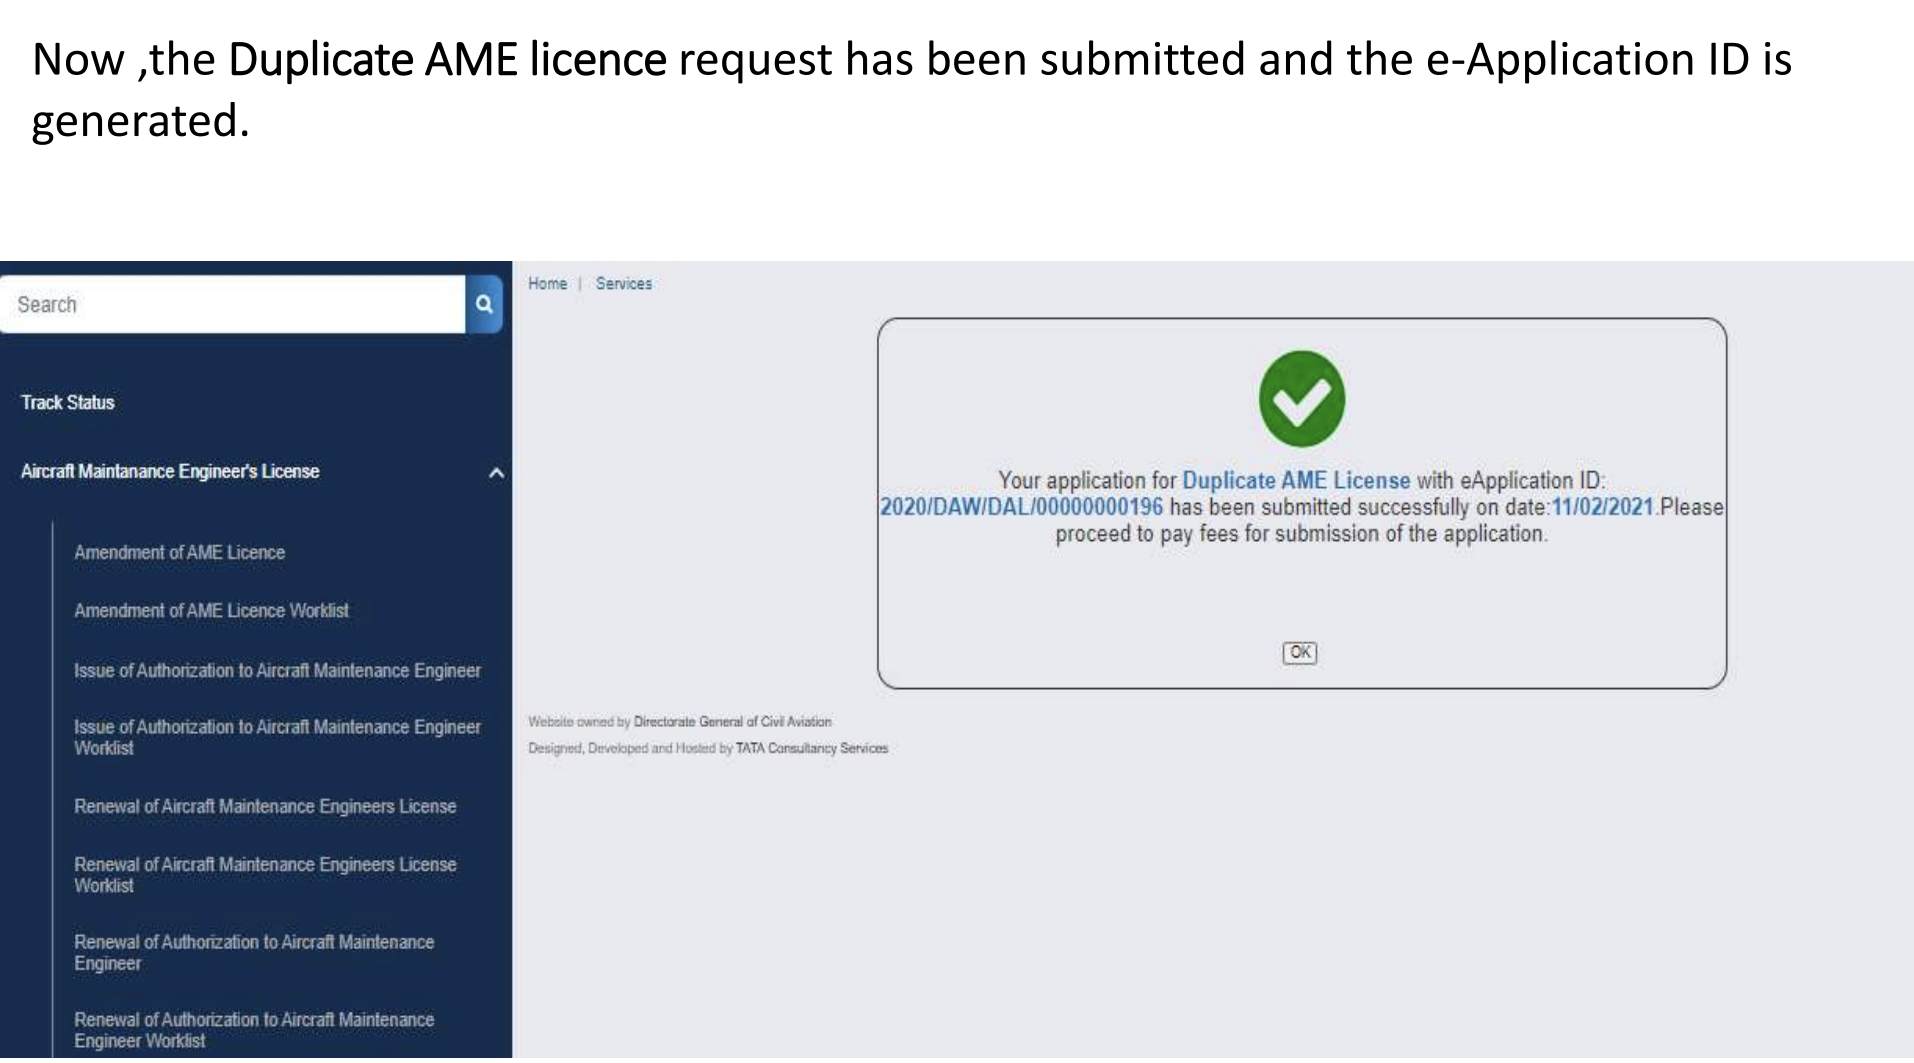 Now ,the Duplicate AME licence request has been submitted and the e-Application ID is
generated.
Search
Track Status
Aircraft Maintanance Engineer's License
Amendment of AME Licence
Amendment of AME Licence Worklist
Issue of Authorization to Aircraft Maintenance Engineer
Issue of Authorization to Aircraft Maintenance Engineer
Worklist
Renewal of Aircraft Maintenance Engineers License
Renewal of Aircraft Maintenance Engineers License
Worklist
Renewal of Authorization to Aircraft Maintenance
Engineer
Renewal of Authorization to Aircraft Maintenance
Engineer Worklist
Home | Services
Your application for Duplicate AME License with eApplication ID:
2020/DAW/DAL/00000000196 has been submitted successfully on date:11/02/2021.Please
proceed to pay fees for submission of the application.
OK
Website owned by Directorate General of Civil Aviation
Designed, Developed and Hosted by TATA Consultancy Services